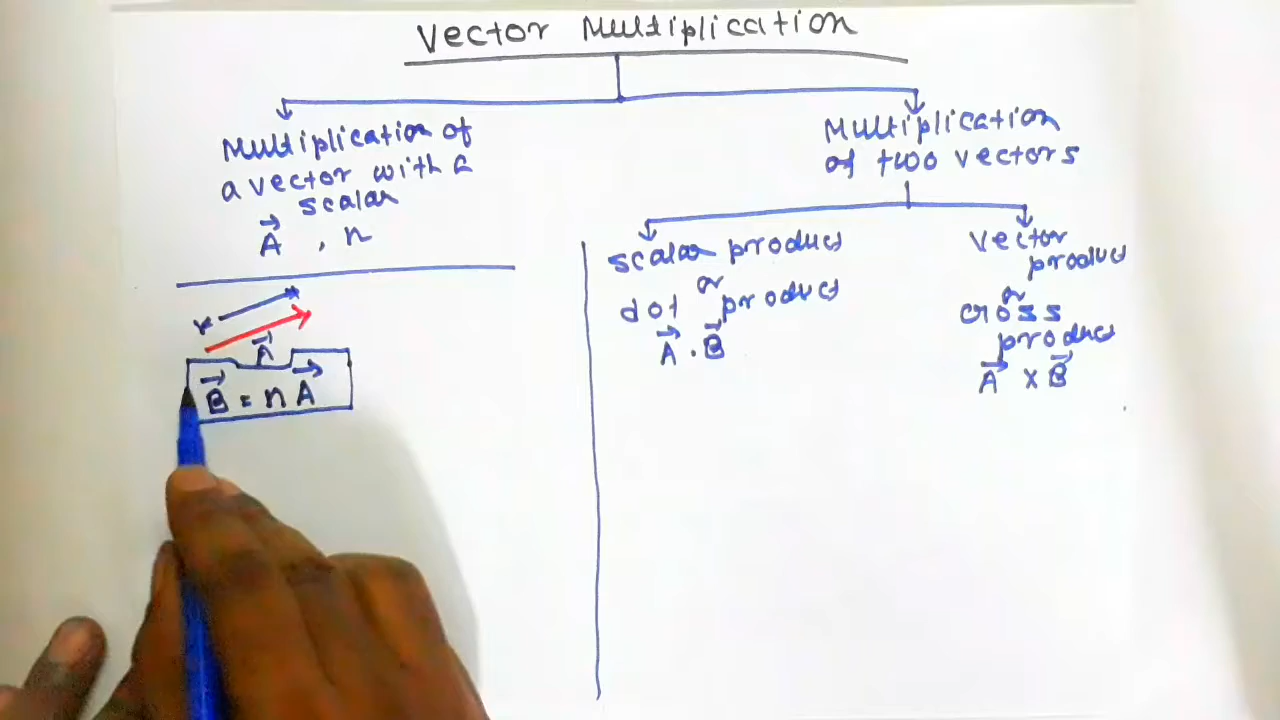 Vector Multiplication
Multiplication of
a vector with a
scalar
A⃗ , n
A⃗
B⃗ = n A⃗
Multiplication
of two vectors
scalar product
or
dot product
A⃗ . B⃗
Vector
product
or
cross
product
A⃗ × B⃗